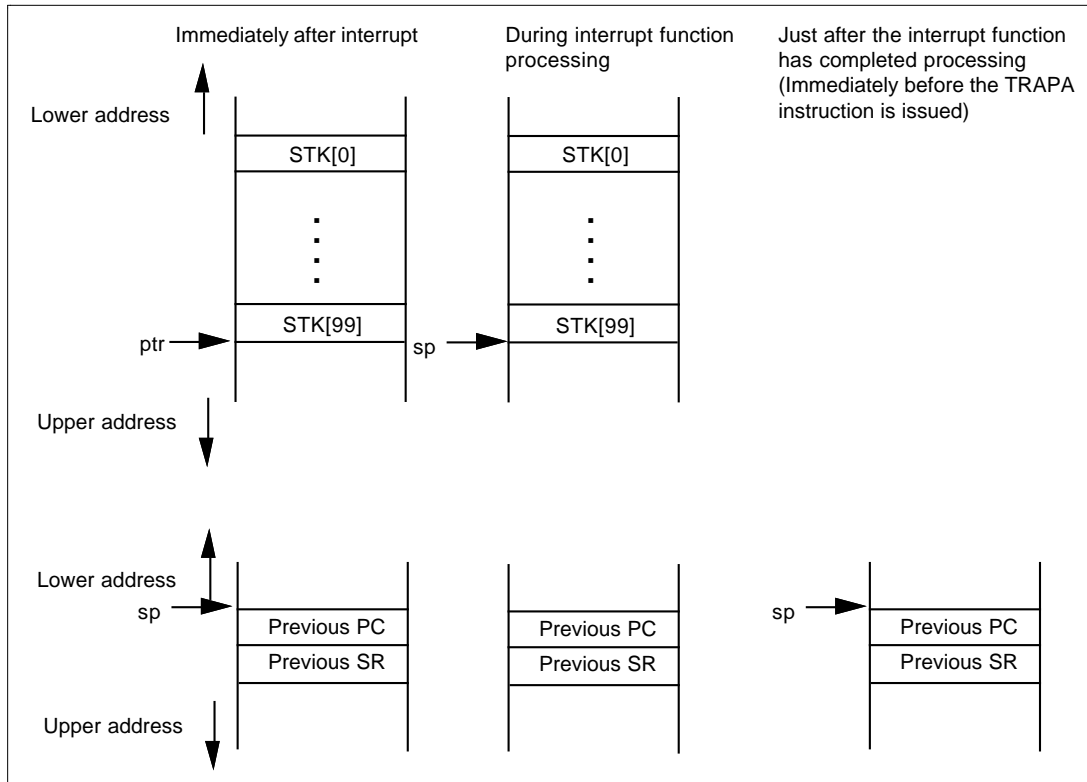 Immediately after interrupt
During interrupt function
processing
Just after the interrupt function
has completed processing
(Immediately before the TRAPA
instruction is issued)
Lower address
STK[0]
STK[0]
STK[99]
STK[99]
ptr
sp
Upper address
Lower address
sp
sp
Previous PC
Previous PC
Previous PC
Previous SR
Previous SR
Previous SR
Upper address